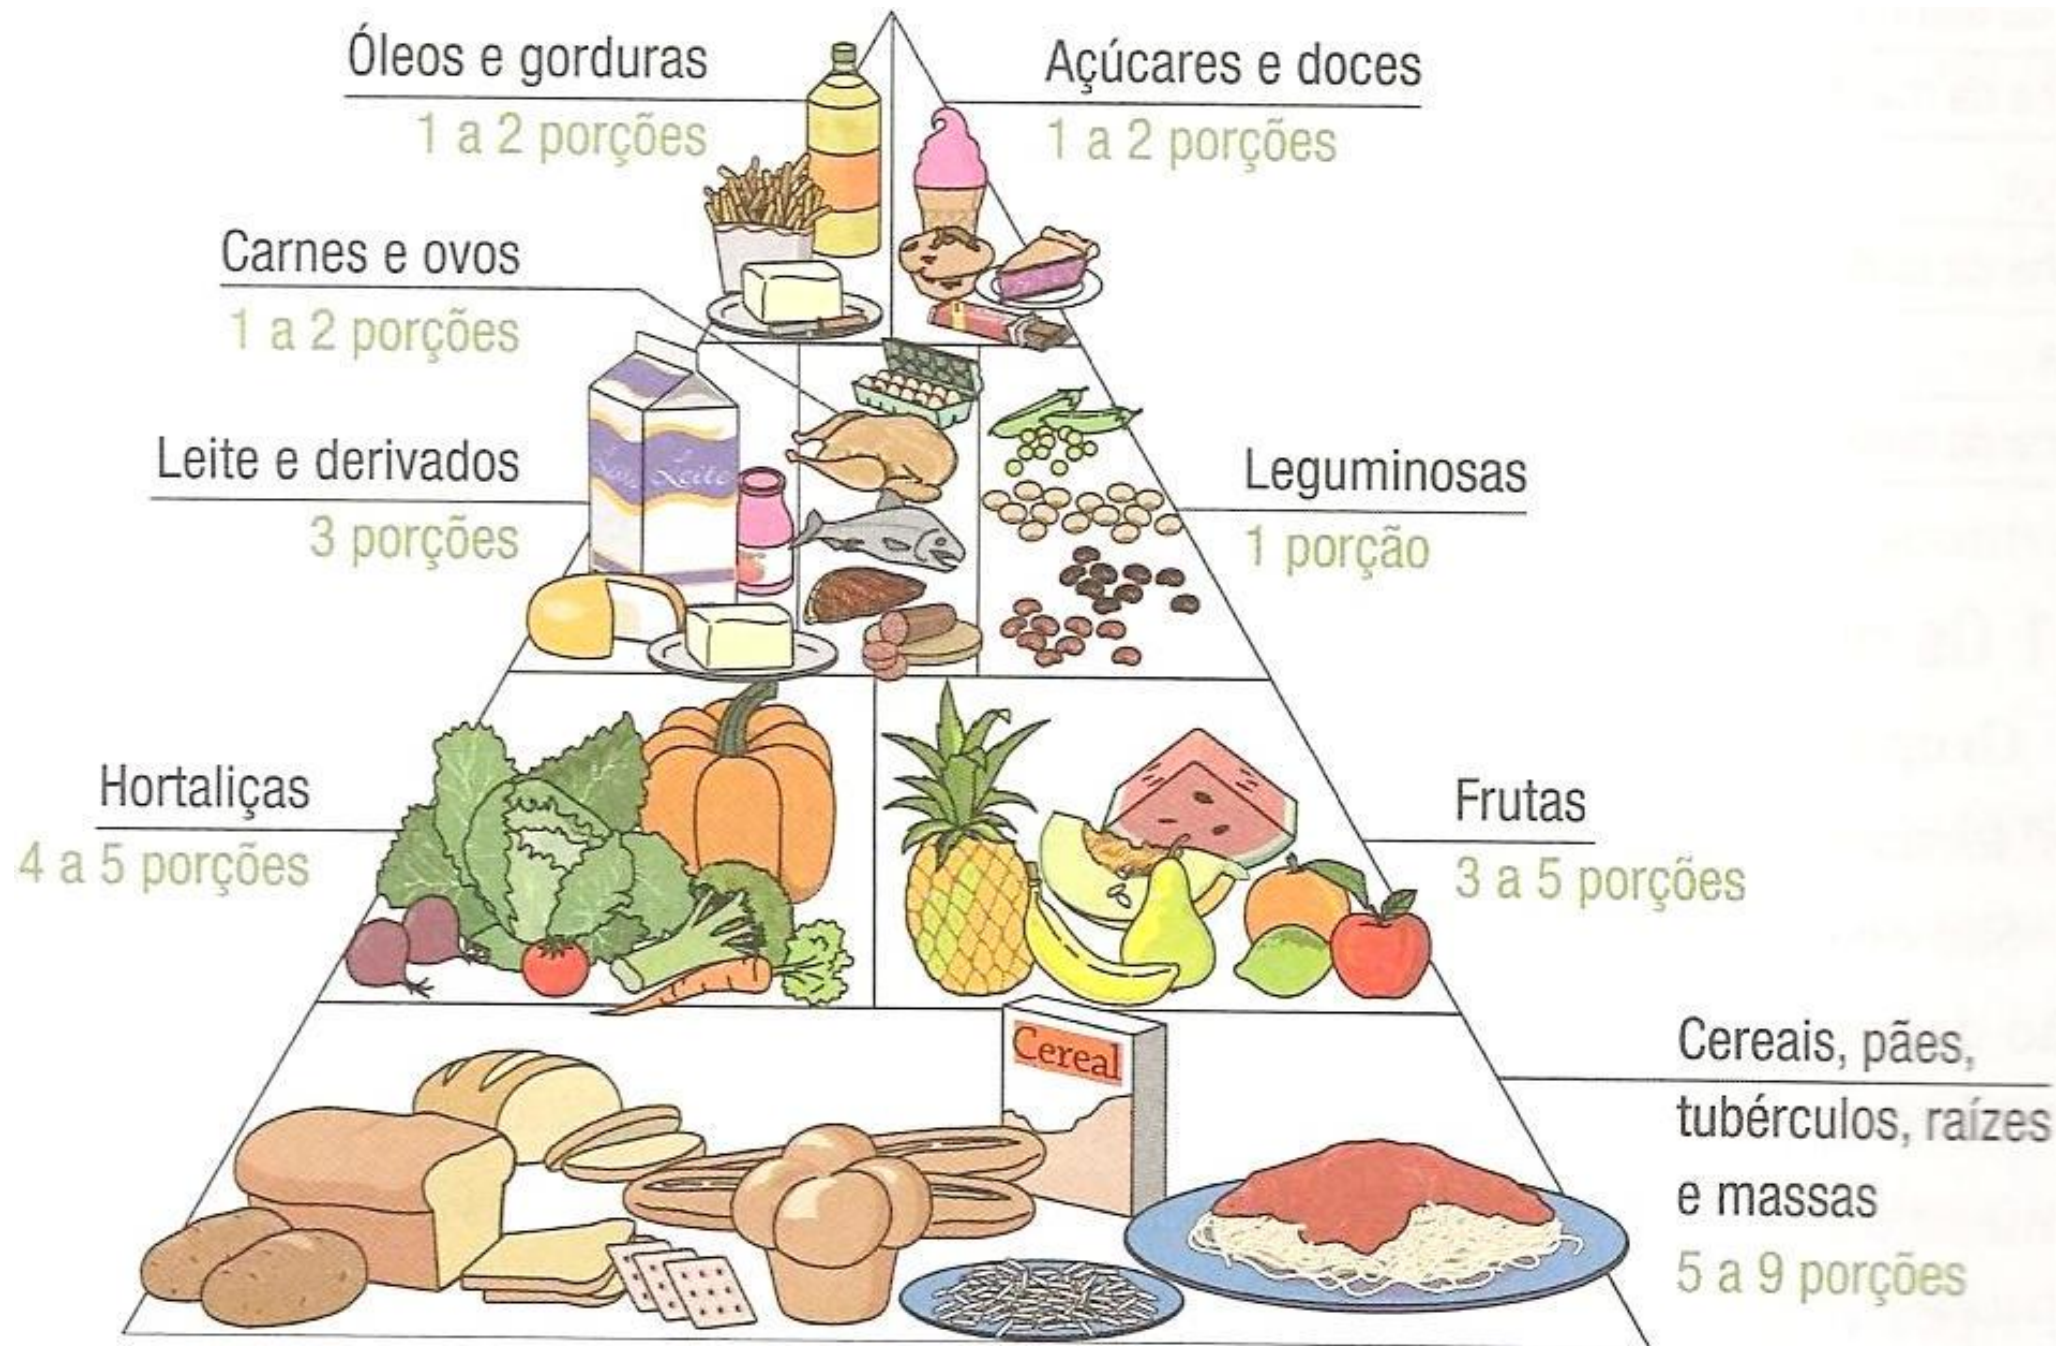 Óleos e gorduras
1 a 2 porções
Açúcares e doces
1 a 2 porções
Carnes e ovos
1 a 2 porções
Leite e derivados
3 porções
Leite
Leguminosas
1 porção
Hortaliças
4 a 5 porções
Frutas
3 a 5 porções
Cereal
Cereais, pães,
tubérculos, raízes
e massas
5 a 9 porções